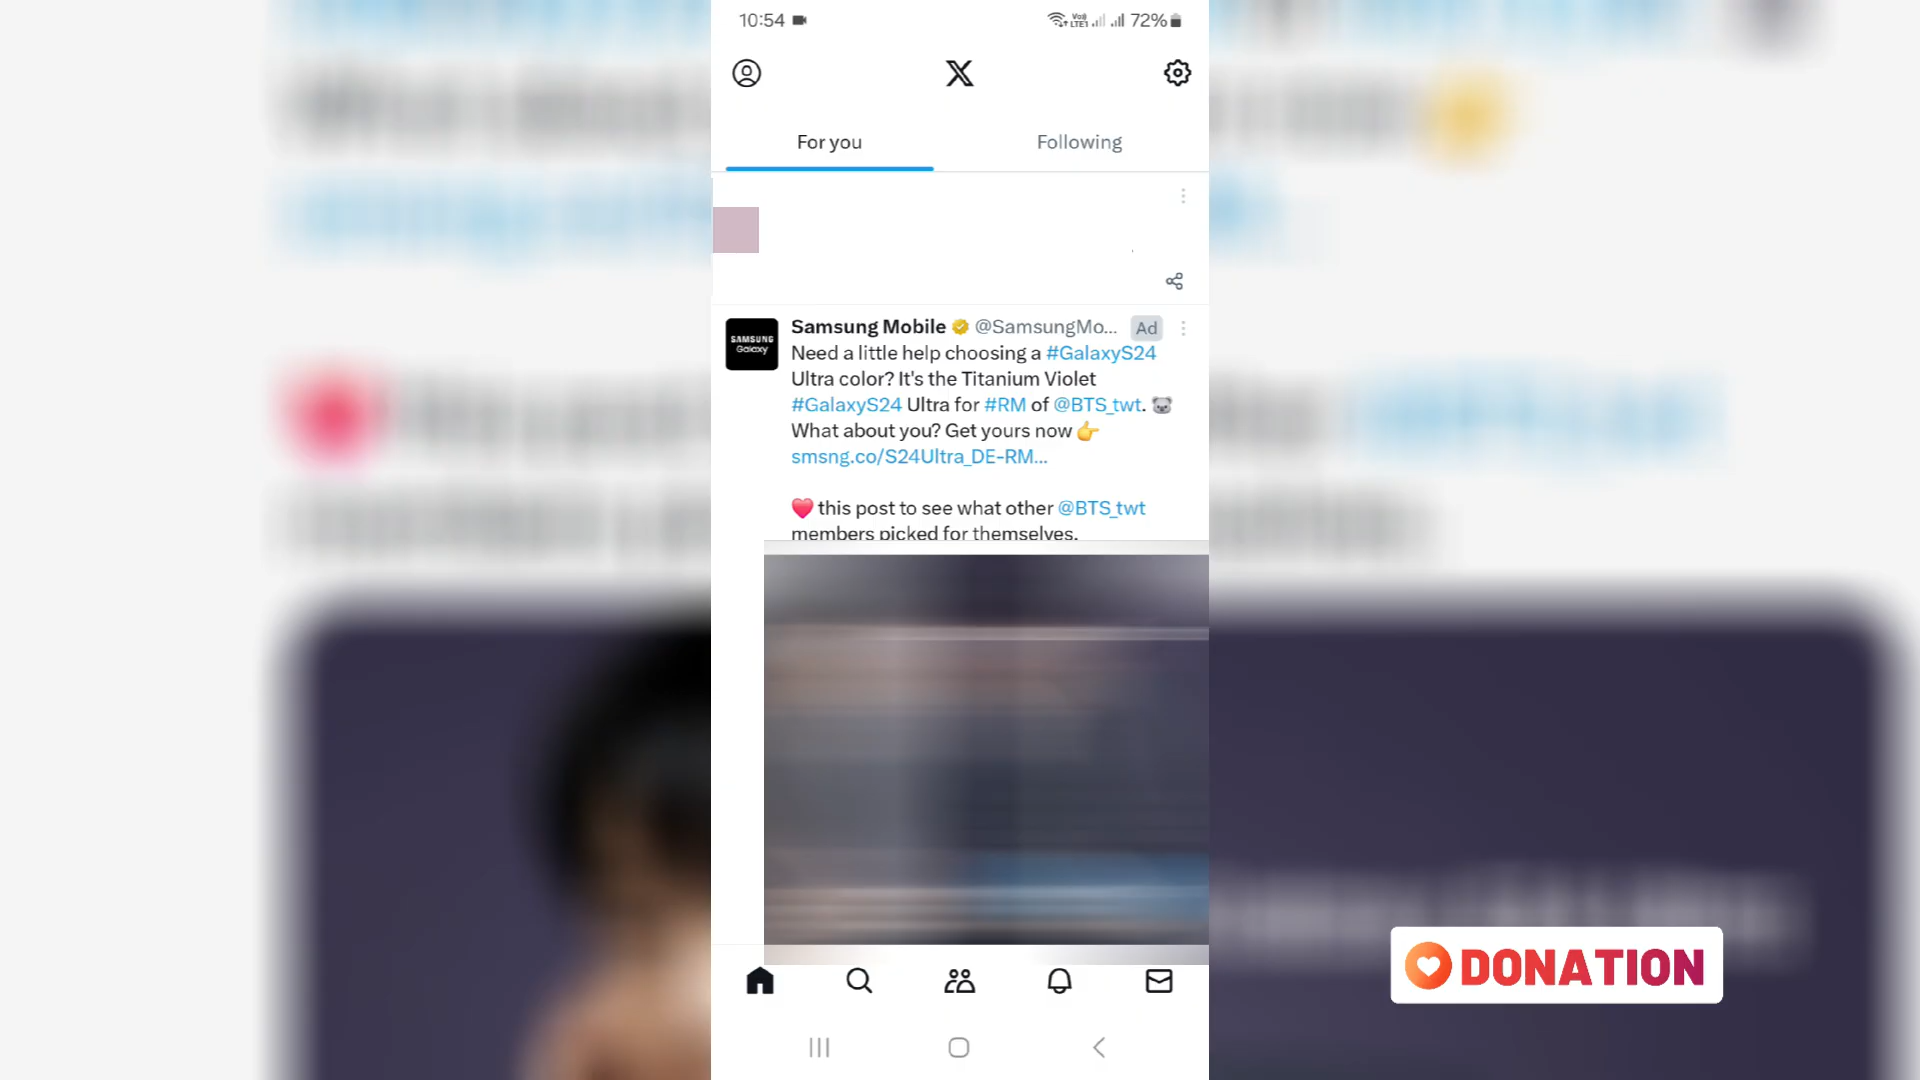 10:54
Vo)
LTE1
72%
X
For you
Following
SAMSUNG
Galaxy
Samsung Mobile @SamsungMo... Ad
Need a little help choosing a #GalaxyS24
Ultra color? It's the Titanium Violet
#GalaxyS24 Ultra for #RM of @BTS_twt. 🐨
What about you? Get yours now 👉
smsng.co/S24Ultra_DE-RM...
❤️ this post to see what other @BTS_twt
members picked for themselves.
DONATION